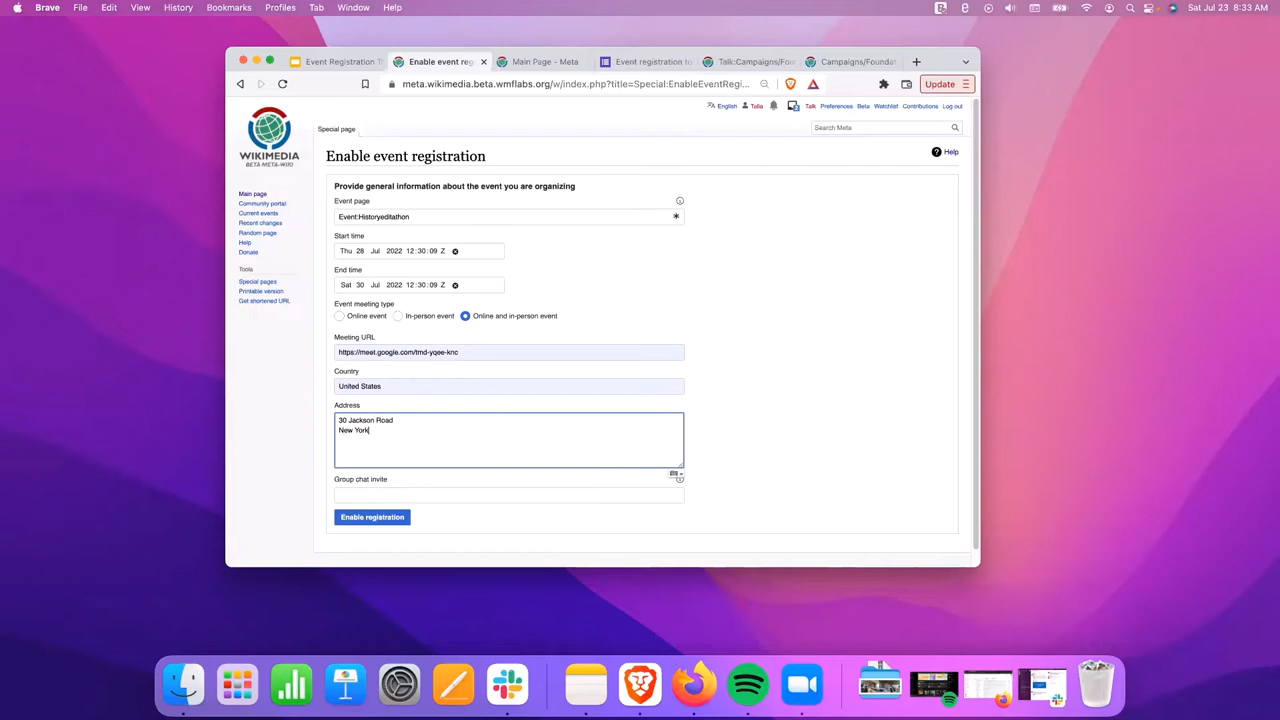 Brave File Edit View History Bookmarks Profiles Tab Window Help Sat Jul 23 8:33 AM
Event Registration T Enable event reg Main Page - Meta Event registration to Talk:Campaigns/Foun Campaigns/Foundat
meta.wikimedia.beta.wmflabs.org/w/index.php?title=Special:EnableEventRegi... Update
English Talia Talk Preferences Beta Watchlist Contributions Log out
Special page Search Meta
WIKIMEDIA
BETA META-WIKI
Main page
Community portal
Current events
Recent changes
Random page
Help
Donate
Tools
Special pages
Printable version
Get shortened URL
Enable event registration Help
Provide general information about the event you are organizing
Event page
Event:Historyeditathon *
Start time
Thu 28 Jul 2022 12:30:09 Z
End time
Sat 30 Jul 2022 12:30:09 Z
Event meeting type
Online event In-person event Online and in-person event
Meeting URL
https://meet.google.com/tmd-yqee-knc
Country
United States
Address
30 Jackson Road
New York
Group chat invite
Enable registration